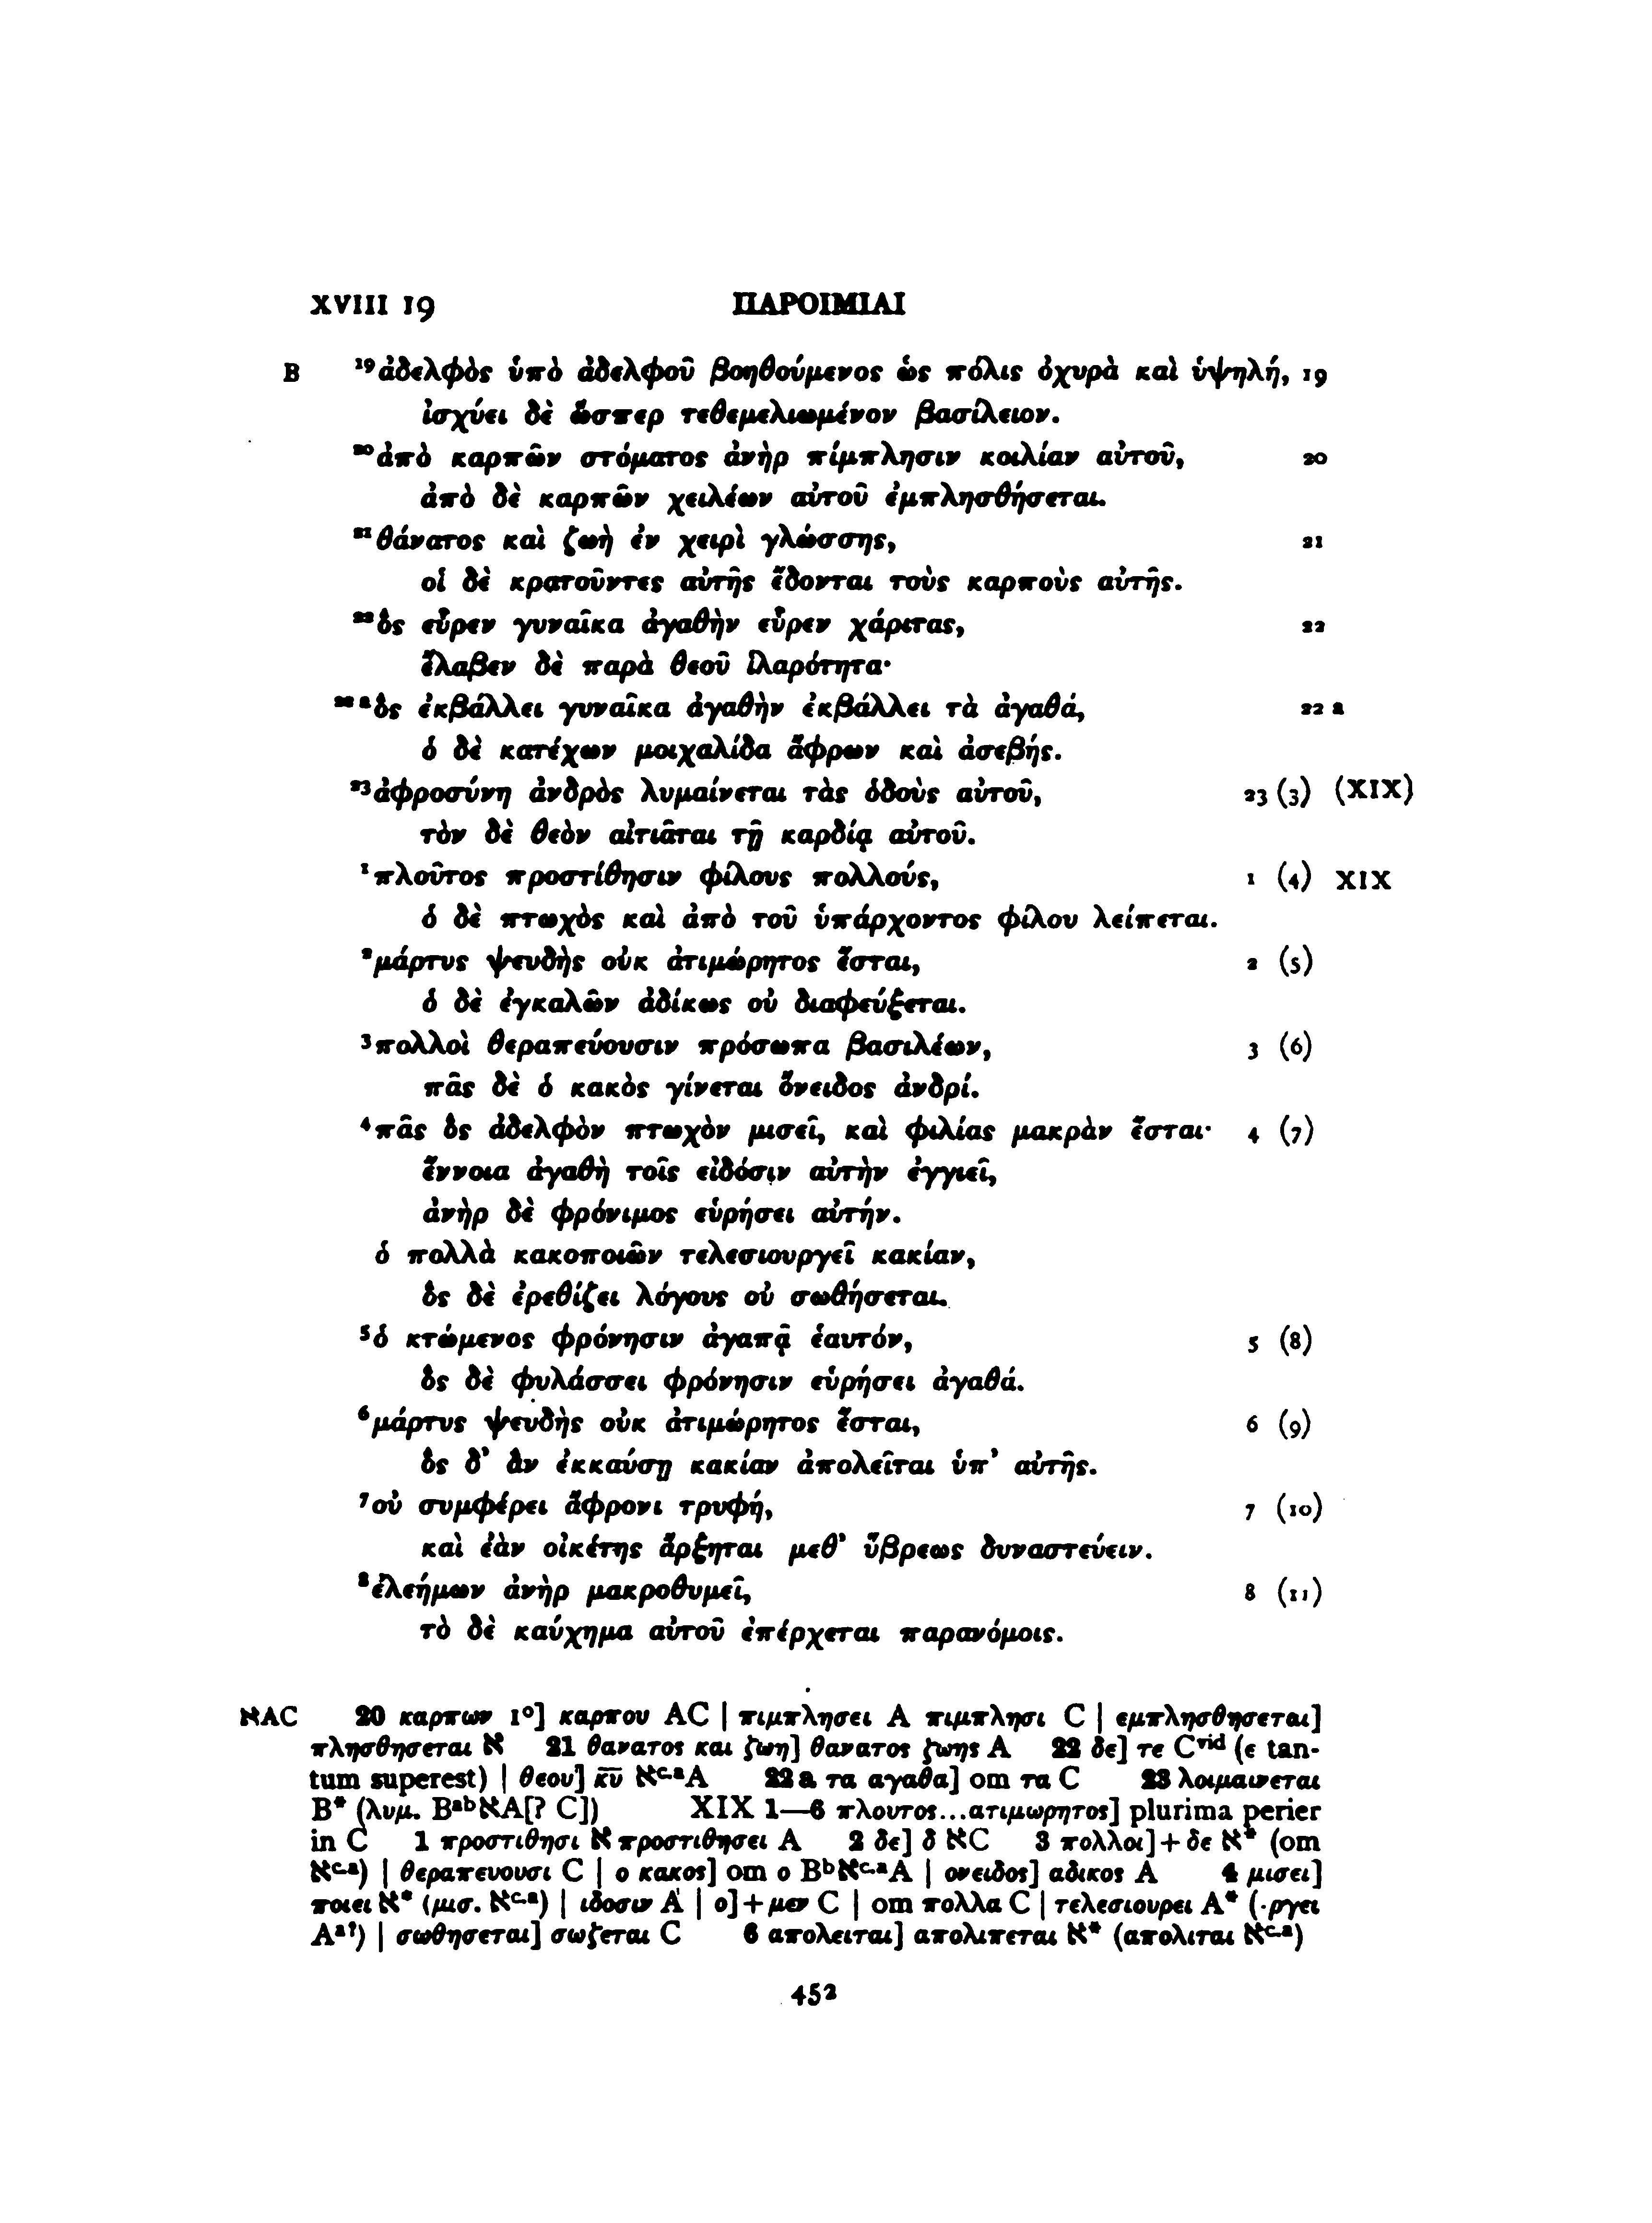 XVIII 19 ΠΑΡΟΙΜΙΑΙ
B ¹⁹ἀδελφὸς ὑπὸ ἀδελφοῦ βοηθούμενος ὡς πόλις ὀχυρὰ καὶ ὑψηλή, 19
ἰσχύει δὲ ὥσπερ τεθεμελιωμένον βασίλειον.
²⁰ἀπὸ καρπῶν στόματος ἀνὴρ πίμπλησιν κοιλίαν αὐτοῦ, 20
ἀπὸ δὲ καρπῶν χειλέων αὐτοῦ ἐμπλησθήσεται.
²¹θάνατος καὶ ζωὴ ἐν χειρὶ γλώσσης, 21
οἱ δὲ κρατοῦντες αὐτῆς ἔδονται τοὺς καρποὺς αὐτῆς.
²²ὃς εὗρεν γυναῖκα ἀγαθὴν εὗρεν χάριτας, 22
ἔλαβεν δὲ παρὰ θεοῦ ἱλαρότητα·
²²ᵃὃς ἐκβάλλει γυναῖκα ἀγαθὴν ἐκβάλλει τὰ ἀγαθά, 22 a
ὁ δὲ κατέχων μοιχαλίδα ἄφρων καὶ ἀσεβής.
²³ἀφροσύνη ἀνδρὸς λυμαίνεται τὰς ὁδοὺς αὐτοῦ, 23 (3) (XIX)
τὸν δὲ θεὸν αἰτιᾶται τῇ καρδίᾳ αὐτοῦ.
¹πλοῦτος προστίθησιν φίλους πολλούς, 1 (4) XIX
ὁ δὲ πτωχὸς καὶ ἀπὸ τοῦ ὑπάρχοντος φίλου λείπεται.
²μάρτυς ψευδὴς οὐκ ἀτιμώρητος ἔσται, 2 (5)
ὁ δὲ ἐγκαλῶν ἀδίκως οὐ διαφεύξεται.
³πολλοὶ θεραπεύουσιν πρόσωπα βασιλέων, 3 (6)
πᾶς δὲ ὁ κακὸς γίνεται ὄνειδος ἀνδρί.
⁴πᾶς ὃς ἀδελφὸν πτωχὸν μισεῖ, καὶ φιλίας μακρὰν ἔσται· 4 (7)
ἔννοια ἀγαθὴ τοῖς εἰδόσιν αὐτὴν ἐγγιεῖ,
ἀνὴρ δὲ φρόνιμος εὑρήσει αὐτήν.
ὁ πολλὰ κακοποιῶν τελεσιουργεῖ κακίαν,
ὃς δὲ ἐρεθίζει λόγους οὐ σωθήσεται.
⁵ὁ κτώμενος φρόνησιν ἀγαπᾷ ἑαυτόν, 5 (8)
ὃς δὲ φυλάσσει φρόνησιν εὑρήσει ἀγαθά.
⁶μάρτυς ψευδὴς οὐκ ἀτιμώρητος ἔσται, 6 (9)
ὃς δ' ἂν ἐκκαύσῃ κακίαν ἀπολεῖται ὑπ' αὐτῆς.
⁷οὐ συμφέρει ἄφρονι τρυφή, 7 (10)
καὶ ἐὰν οἰκέτης ἄρξηται μεθ' ὕβρεως δυναστεύειν.
⁸ἐλεήμων ἀνὴρ μακροθυμεῖ, 8 (11)
τὸ δὲ καύχημα αὐτοῦ ἐπέρχεται παρανόμοις.
אAC 20 καρπων 1°] καρπου AC | πιμπλησει A πιμπλησι C | εμπλησθησεται]
πλησθησεται א 21 θανατος και ζωη] θανατος ζωης A 22 δε] τε Cᵛⁱᵈ (ε tan-
tum superest) | θεου] κ̅υ̅ אᶜ·ᵃA 22 a τα αγαθα] om τα C 23 λοιμαινεται
B* (λυμ. BᵃᵇאA[? C]) XIX 1—6 πλουτος...ατιμωρητος] plurima perier
in C 1 προστιθησι א προστιθησει A 2 δε] δ אC 3 πολλοι]+δε א* (om
אᶜ·ᵃ) | θεραπευουσι C | ο κακος] om ο Bᵇאᶜ·ᵃA | ονειδος] αδικος A 4 μισει]
ποιει א* (μισ. אᶜ·ᵃ) | ιδοσιν A | ο]+μεν C | om πολλα C | τελεσιουρει A* (-ργει
Aᵃ?) | σωθησεται] σωζεται C 6 απολειται] απολιπεται א* (απολιται אᶜ·ᵃ)
452